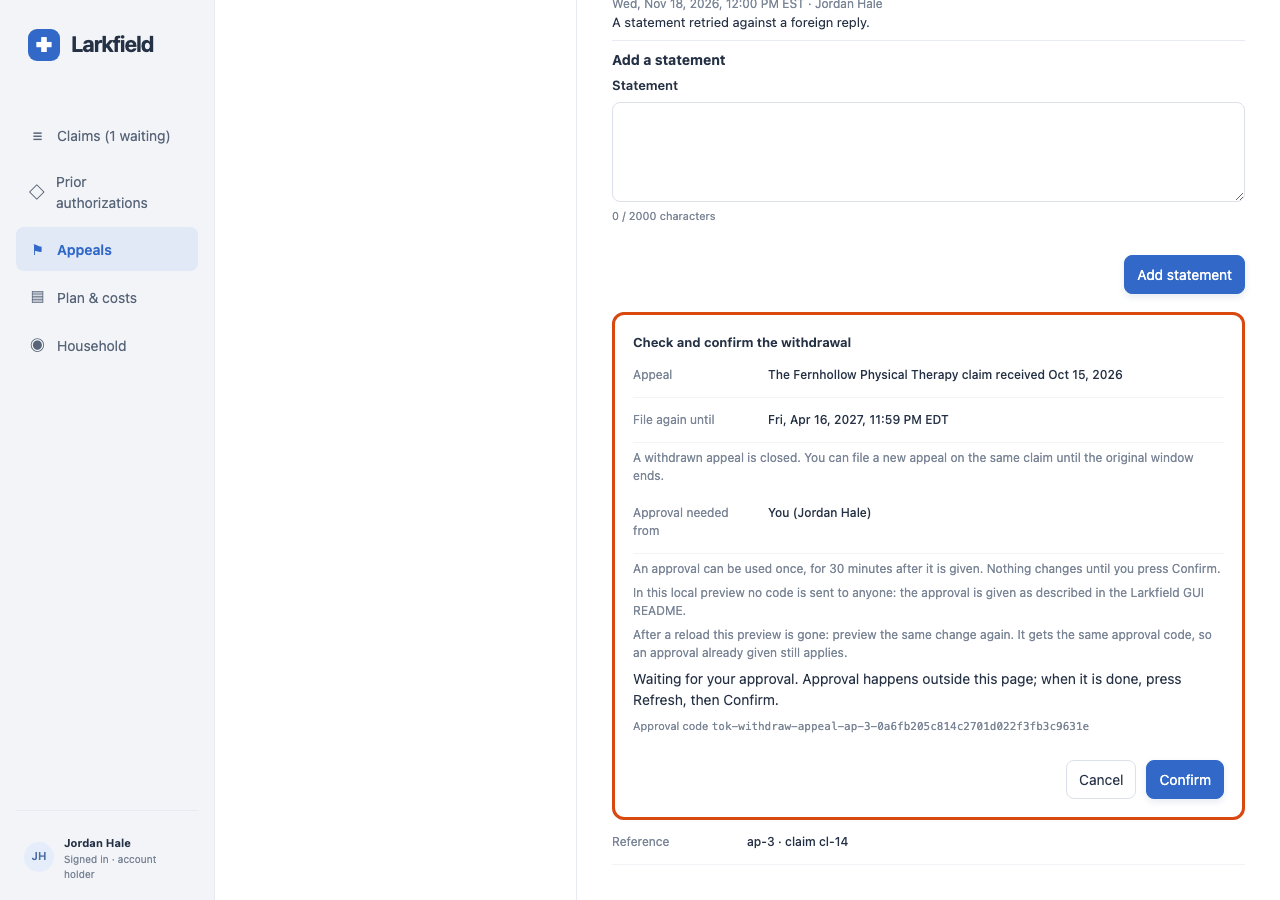 Larkfield
Claims (1 waiting)
Prior
authorizations
Appeals
Plan & costs
Household
JH
Jordan Hale
Signed in · account
holder
Wed, Nov 18, 2026, 12:00 PM EST · Jordan Hale
A statement retried against a foreign reply.
Add a statement
Statement
0 / 2000 characters
Add statement
Check and confirm the withdrawal
Appeal The Fernhollow Physical Therapy claim received Oct 15, 2026
File again until Fri, Apr 16, 2027, 11:59 PM EDT
A withdrawn appeal is closed. You can file a new appeal on the same claim until the original window
ends.
Approval needed You (Jordan Hale)
from
An approval can be used once, for 30 minutes after it is given. Nothing changes until you press Confirm.
In this local preview no code is sent to anyone: the approval is given as described in the Larkfield GUI
README.
After a reload this preview is gone: preview the same change again. It gets the same approval code, so
an approval already given still applies.
Waiting for your approval. Approval happens outside this page; when it is done, press
Refresh, then Confirm.
Approval code tok-withdraw-appeal-ap-3-0a6fb205c814c2701d022f3fb3c9631e
Cancel Confirm
Reference ap-3 · claim cl-14